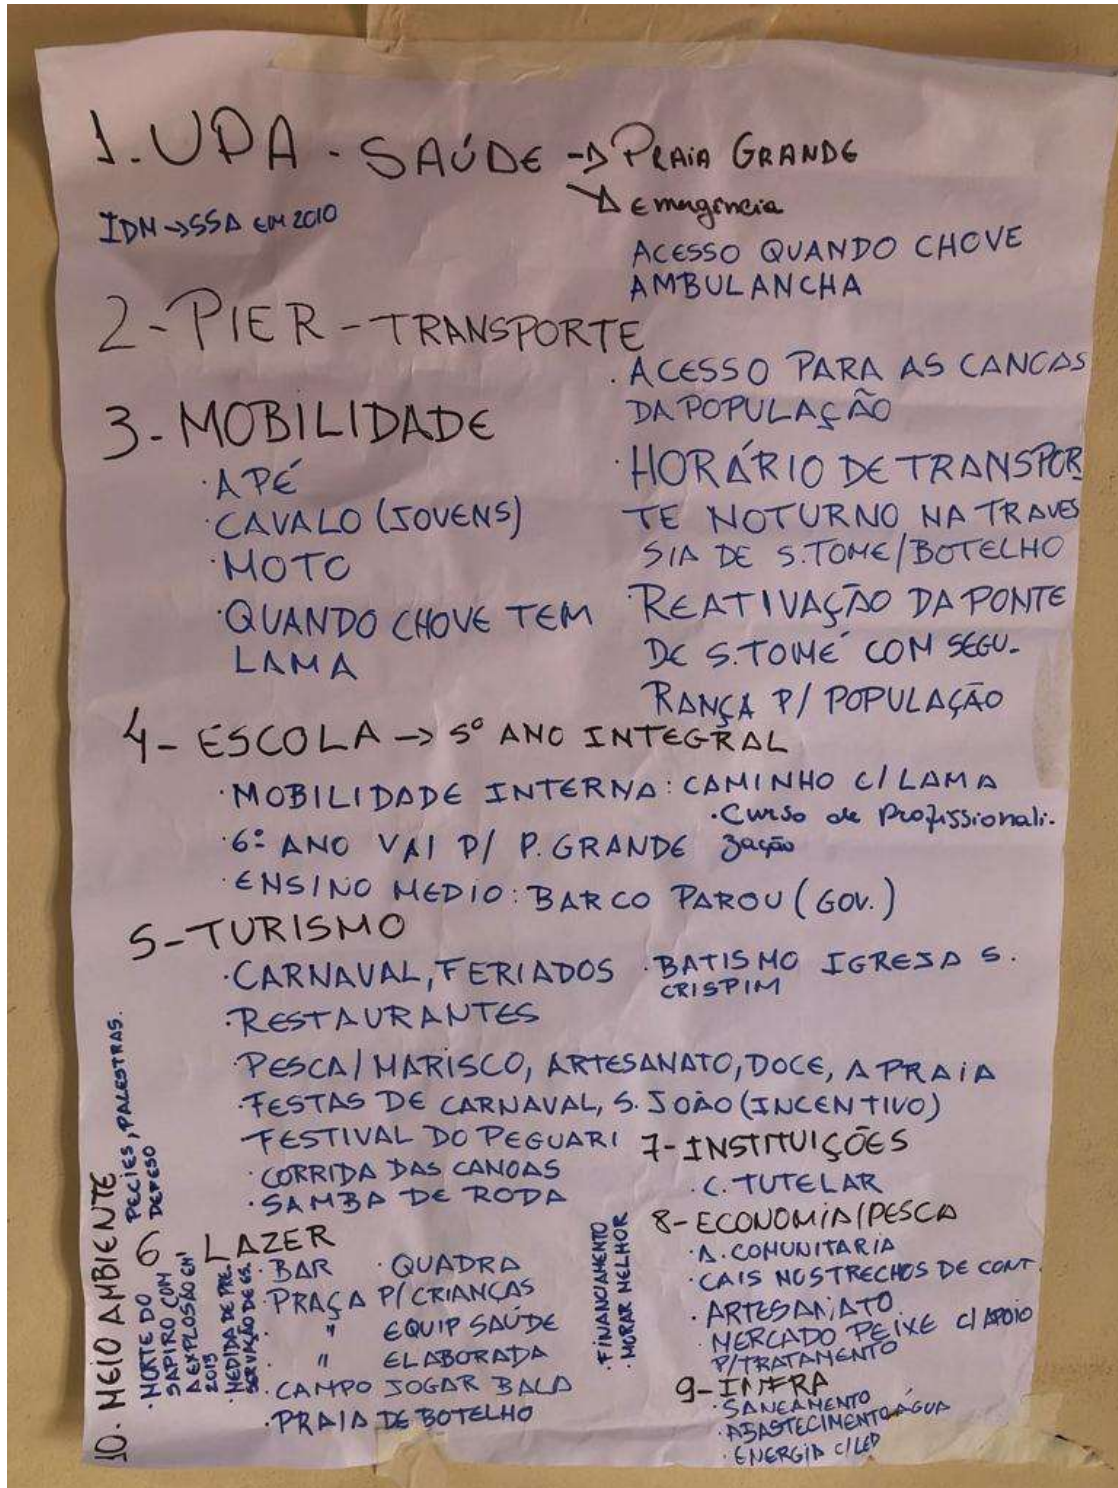 1. UPA - SAÚDE -> PRAIA GRANDE
-> Emergência
IDN -> SSA EM 2010
ACESSO QUANDO CHOVE
AMBULANCHA
2 - PIER - TRANSPORTE
. ACESSO PARA AS CANOAS
DA POPULAÇÃO
. HORÁRIO DE TRANSPOR
TE NOTURNO NA TRAVES
SIA DE S. TOME/BOTELHO
REATIVAÇÃO DA PONTE
DE S. TOMÉ COM SEGU-
RANÇA P/ POPULAÇÃO
3 - MOBILIDADE
. A PÉ
. CAVALO (JOVENS)
. MOTO
. QUANDO CHOVE TEM
LAMA
4 - ESCOLA -> 5º ANO INTEGRAL
. MOBILIDADE INTERNA: CAMINHO C/ LAMA
. Curso de Profissionali-
zação
. 6º ANO VAI P/ P. GRANDE
. ENSINO MEDIO: BARCO PAROU (GOV.)
5 - TURISMO
. CARNAVAL, FERIADOS
. BATISMO IGREJA S.
CRISPIM
. RESTAURANTES
PESCA/MARISCO, ARTESANATO, DOCE, A PRAIA
. FESTAS DE CARNAVAL, S. JOÃO (INCENTIVO)
FESTIVAL DO PEGUARI
. CORRIDA DAS CANOAS
. SAMBA DE RODA
6 - LAZER
. BAR
. QUADRA
. PRAÇA P/ CRIANÇAS
. " EQUIP SAÚDE
. " ELABORADA
. CAMPO JOGAR BALA
. PRAIA DE BOTELHO
. FINANCIAMENTO
. MORAR MELHOR
7 - INSTITUIÇÕES
. C. TUTELAR
8 - ECONOMIA/PESCA
. A. COMUNITARIA
. CAIS NOS TRECHOS DE CONT.
. ARTESANATO
. MERCADO PEIXE C/ APOIO
P/ TRATAMENTO
9 - INFRA
. SANEAMENTO
. ABASTECIMENTO ÁGUA
. ENERGIA C/ LED
10. MEIO AMBIENTE
. MORTE DO
SAPIRO COM
A EXPLOSÃO EM
2013
. MEDIDA DE PRE-
SERVAÇÃO DE ES-
PECIES, PALESTRAS.
DEFESO